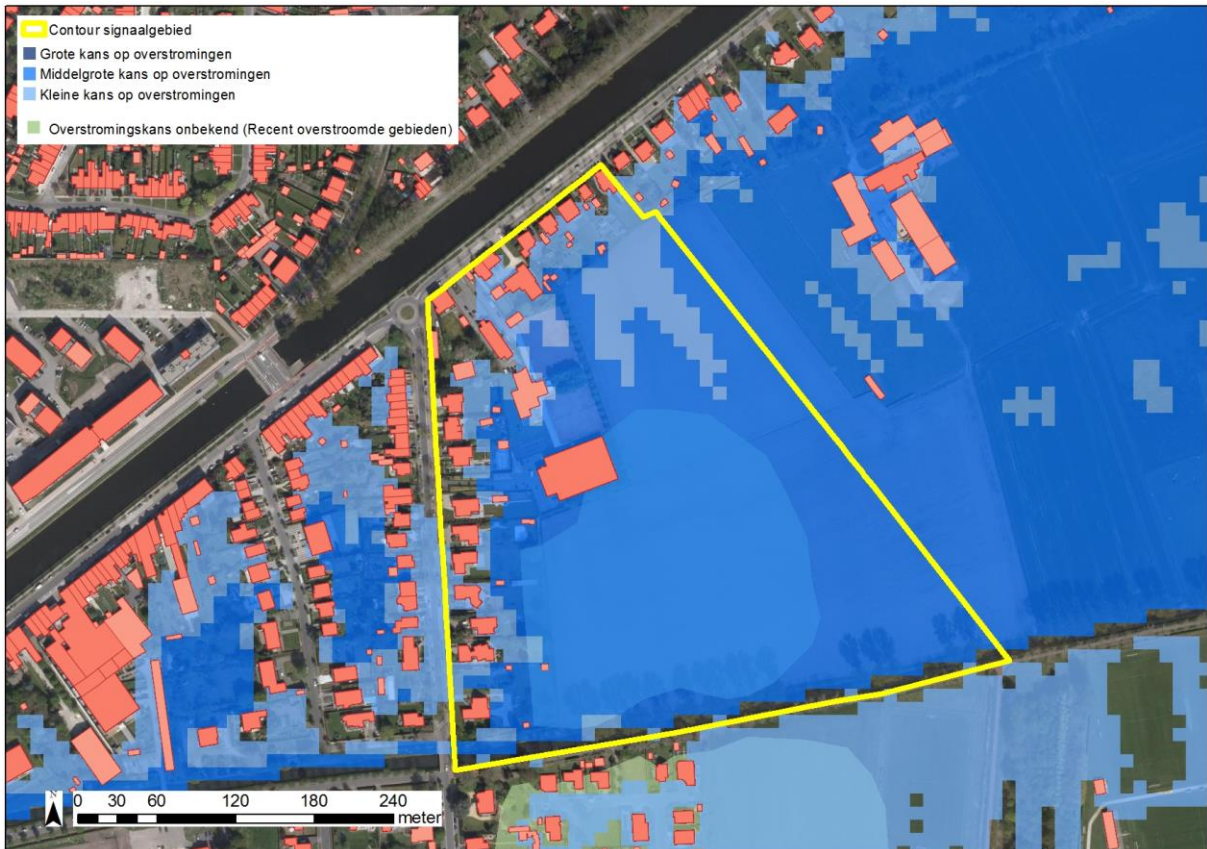 Contour signaalgebied
Grote kans op overstromingen
Middelgrote kans op overstromingen
Kleine kans op overstromingen
Overstromingskans onbekend (Recent overstroomde gebieden)
N
0 30 60 120 180 240
meter